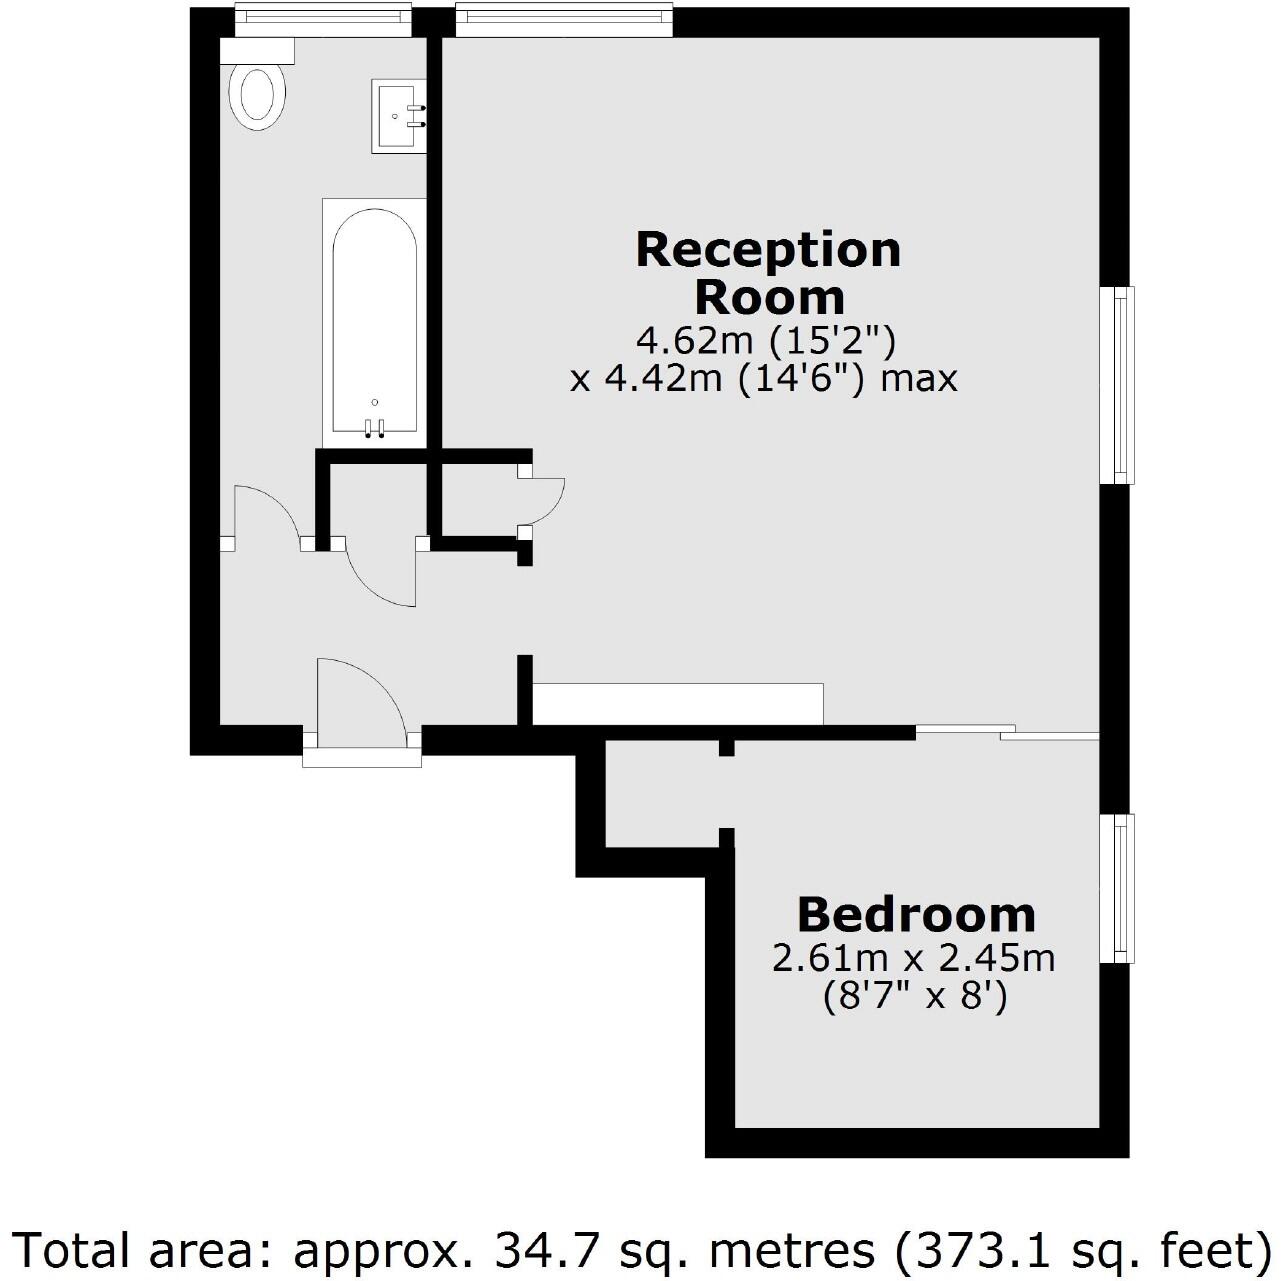 Reception
Room
4.62m (15'2")
x 4.42m (14'6") max
Bedroom
2.61m x 2.45m
(8'7" x 8')
Total area: approx. 34.7 sq. metres (373.1 sq. feet)